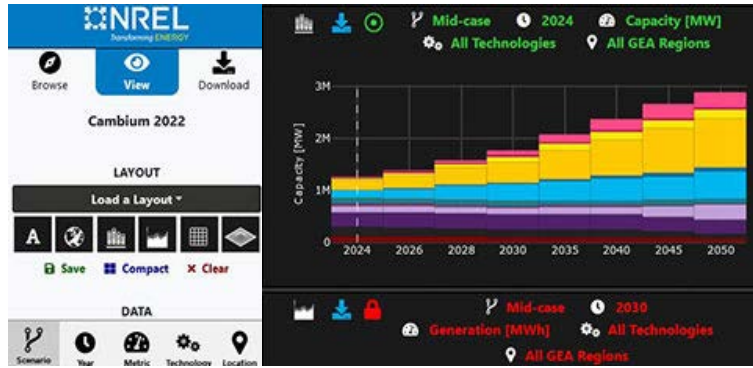 NREL
Transforming ENERGY
Browse
View
Download
Cambium 2022
LAYOUT
Load a Layout
A
Save Compact Clear
DATA
Scenario Year Metric Technology Location
Mid-case 2024 Capacity [MW]
All Technologies All GEA Regions
Capacity [MW]
3M
2M
1M
0
2024 2026 2028 2030 2035 2040 2045 2050
Mid-case 2030
Generation [MWh] All Technologies
All GEA Regions